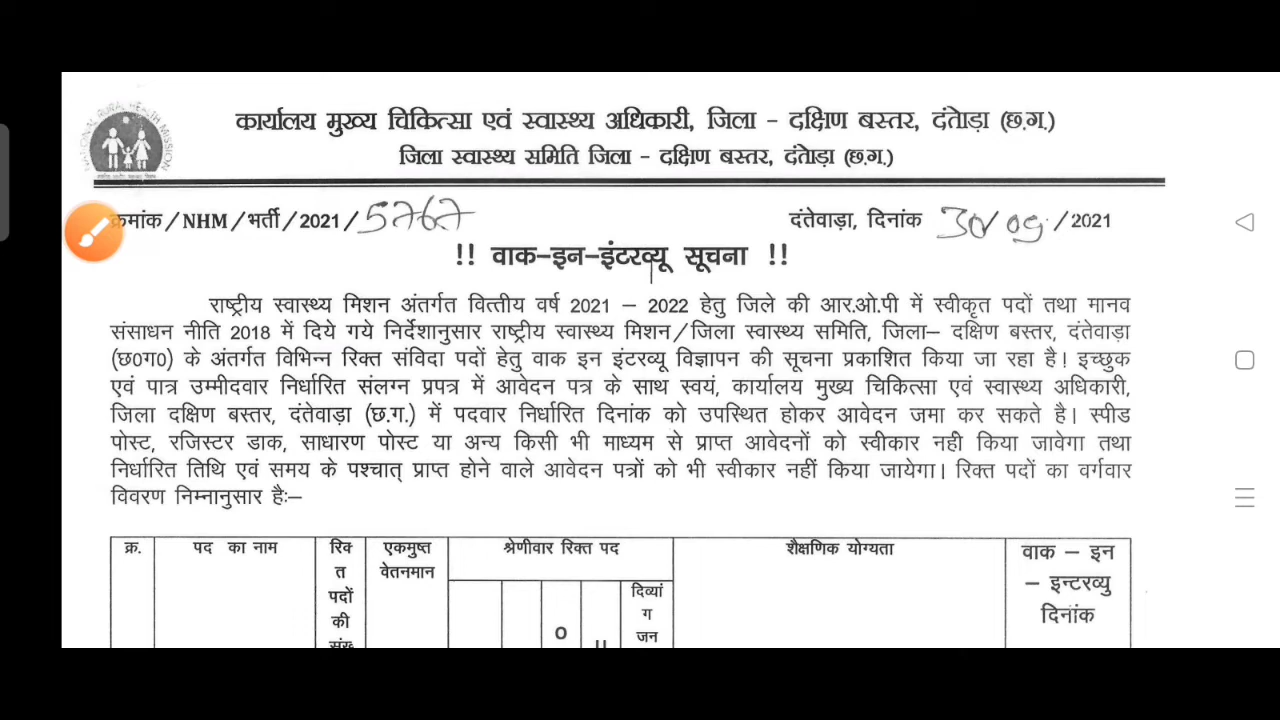 कार्यालय मुख्य चिकित्सा एवं स्वास्थ्य अधिकारी, जिला - दक्षिण बस्तर, दंतेाड़ा (छ.ग.)
जिला स्वास्थ्य समिति जिला - दक्षिण बस्तर, दंतेाड़ा (छ.ग.)
NATIONAL RURAL HEALTH MISSION
क्रमांक/NHM/भर्ती/2021/5767 दंतेवाड़ा, दिनांक 30/09/2021
!! वाक-इन-इंटरव्यू सूचना !!
राष्ट्रीय स्वास्थ्य मिशन अंतर्गत वित्तीय वर्ष 2021 – 2022 हेतु जिले की आर.ओ.पी में स्वीकृत पदों तथा मानव
संसाधन नीति 2018 में दिये गये निर्देशानुसार राष्ट्रीय स्वास्थ्य मिशन/जिला स्वास्थ्य समिति, जिला– दक्षिण बस्तर, दंतेवाड़ा
(छ0ग0) के अंतर्गत विभिन्न रिक्त संविदा पदों हेतु वाक इन इंटरव्यू विज्ञापन की सूचना प्रकाशित किया जा रहा है। इच्छुक
एवं पात्र उम्मीदवार निर्धारित संलग्न प्रपत्र में आवेदन पत्र के साथ स्वयं, कार्यालय मुख्य चिकित्सा एवं स्वास्थ्य अधिकारी,
जिला दक्षिण बस्तर, दंतेवाड़ा (छ.ग.) में पदवार निर्धारित दिनांक को उपस्थित होकर आवेदन जमा कर सकते है। स्पीड
पोस्ट, रजिस्टर डाक, साधारण पोस्ट या अन्य किसी भी माध्यम से प्राप्त आवेदनों को स्वीकार नही किया जावेगा तथा
निर्धारित तिथि एवं समय के पश्चात् प्राप्त होने वाले आवेदन पत्रों को भी स्वीकार नहीं किया जायेगा। रिक्त पदों का वर्गवार
विवरण निम्नानुसार है:–
क्र. पद का नाम रिक्त पदों की संख एकमुष्त वेतनमान श्रेणीवार रिक्त पद शैक्षणिक योग्यता वाक – इन – इन्टरव्यु दिनांक
दिव्यांग जन